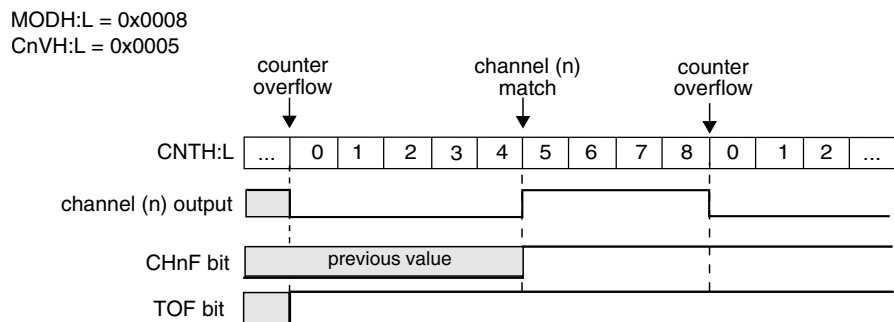 MODH:L = 0x0008
CnVH:L = 0x0005
counter overflow
channel (n) match
counter overflow
CNTH:L ... 0 1 2 3 4 5 6 7 8 0 1 2 ...
channel (n) output
CHnF bit previous value
TOF bit